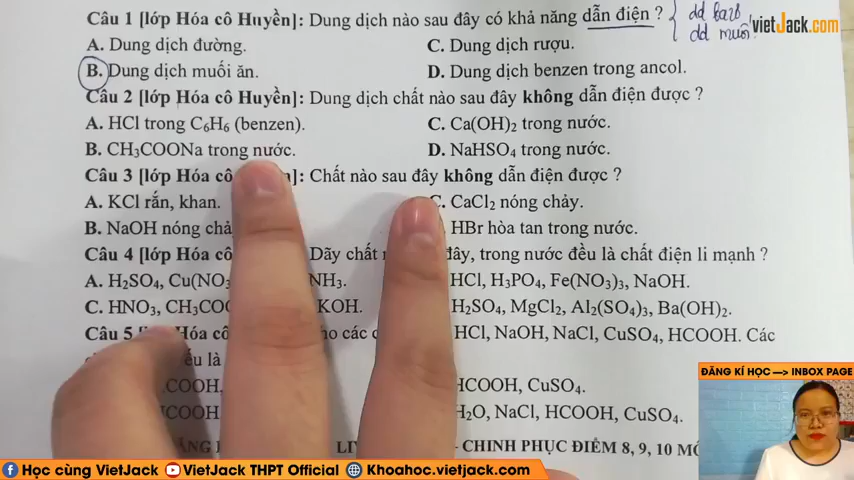 Câu 1 [lớp Hóa cô Huyền]: Dung dịch nào sau đây có khả năng dẫn điện ?
dd bazơ
dd muối
vietJack.com
A. Dung dịch đường.
C. Dung dịch rượu.
B. Dung dịch muối ăn.
D. Dung dịch benzen trong ancol.
Câu 2 [lớp Hóa cô Huyền]: Dung dịch chất nào sau đây không dẫn điện được ?
A. HCl trong C₆H₆ (benzen).
C. Ca(OH)₂ trong nước.
B. CH₃COONa trong nước.
D. NaHSO₄ trong nước.
Câu 3 [lớp Hóa cô ]: Chất nào sau đây không dẫn điện được ?
A. KCl rắn, khan.
C. CaCl₂ nóng chảy.
B. NaOH nóng
HBr hòa tan trong nước.
Câu 4 [lớp Hóa cô Dãy chất đây, trong nước đều là chất điện li mạnh ?
A. H₂SO₄, Cu(NO₃ NH₃.
HCl, H₃PO₄, Fe(NO₃)₃, NaOH.
C. HNO₃, CH₃COO KOH.
H₂SO₄, MgCl₂, Al₂(SO₄)₃, Ba(OH)₂.
Câu 5 Hóa cô các HCl, NaOH, NaCl, CuSO₄, HCOOH. Các
là
COOH,
HCOOH, CuSO₄.
COOH
H₂O, NaCl, HCOOH, CuSO₄.
CHINH PHỤC ĐIỂM 8, 9, 10
ĐĂNG KÍ HỌC —> INBOX PAGE
Học cùng VietJack VietJack THPT Official Khoahoc.vietjack.com